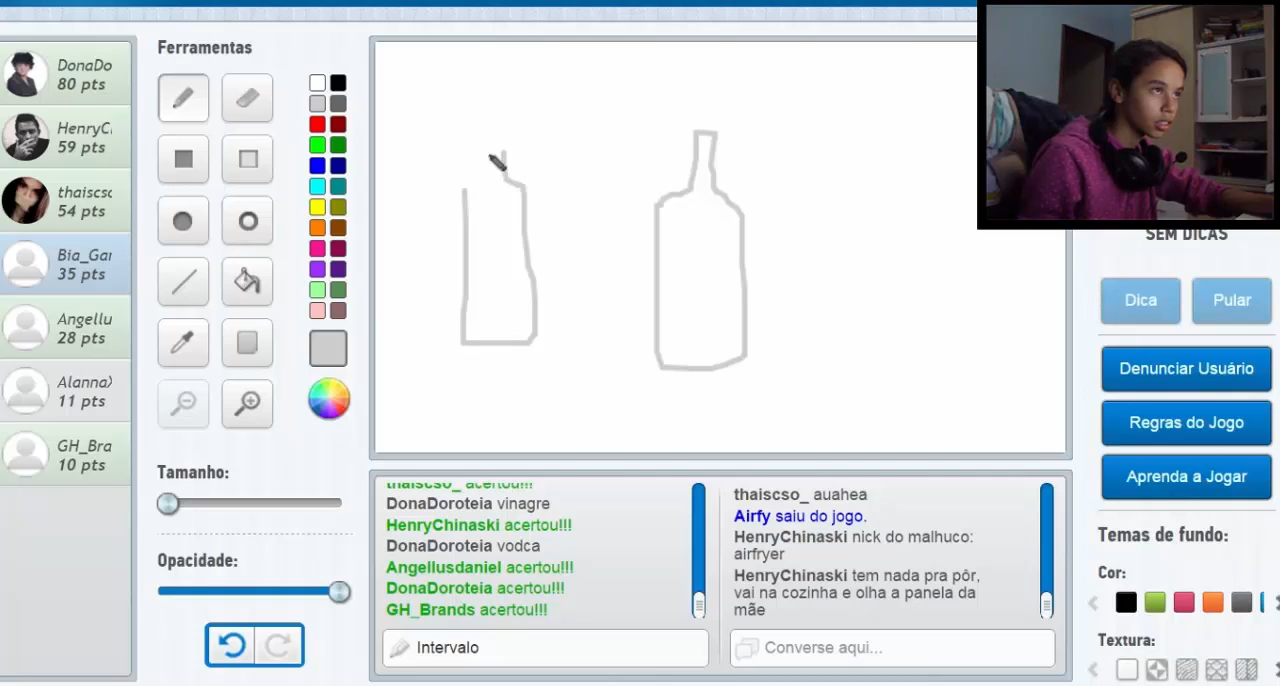 DonaDo
80 pts
HenryC
59 pts
thaiscsc
54 pts
Bia_Gar
35 pts
Angellu
28 pts
AlannaX
11 pts
GH_Bra
10 pts
Ferramentas
Tamanho:
Opacidade:
thaiscso_ acertou!!!
DonaDoroteia vinagre
HenryChinaski acertou!!!
DonaDoroteia vodca
Angellusdaniel acertou!!!
DonaDoroteia acertou!!!
GH_Brands acertou!!!
Intervalo
thaiscso_ auahea
Airfy saiu do jogo.
HenryChinaski nick do malhuco:
airfryer
HenryChinaski tem nada pra pôr,
vai na cozinha e olha a panela da
mãe
Converse aqui...
SEM DICAS
Dica
Pular
Denunciar Usuário
Regras do Jogo
Aprenda a Jogar
Temas de fundo:
Cor:
Textura: